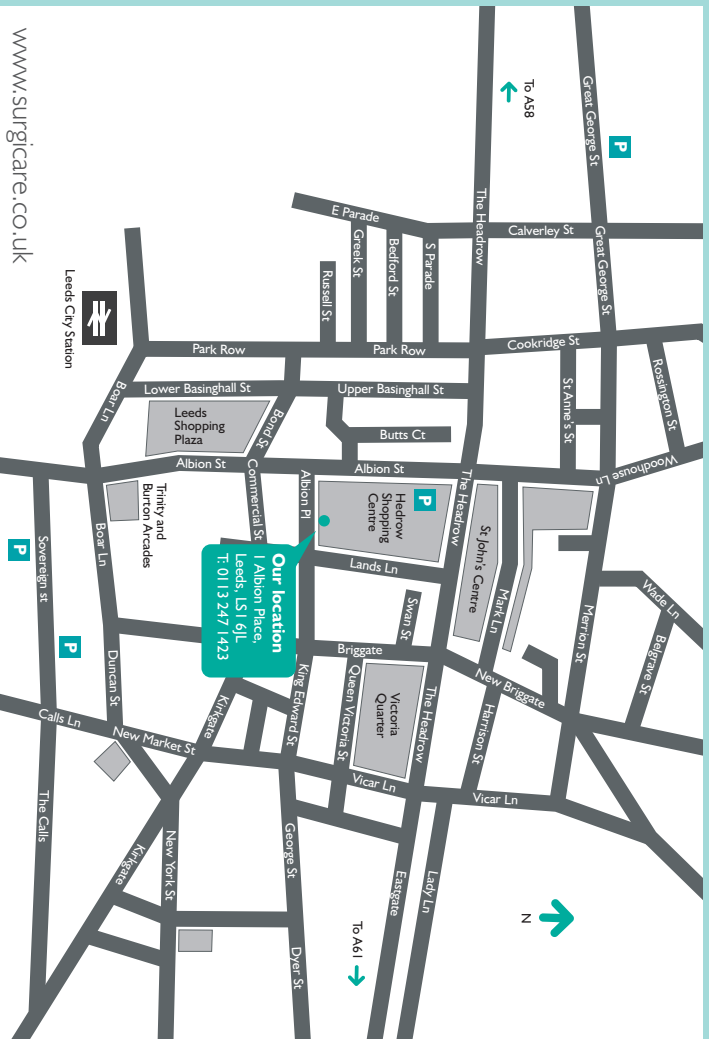 www.surgicare.co.uk
To A58
Great George St
P
The Headrow
Calverley St
Great George St
E Parade
Greek St
Bedford St
S Parade
Russell St
Leeds City Station
Park Row
Park Row
Cookridge St
St Anne's St
Rossington St
Woodhouse Ln
Boar Ln
Lower Basinghall St
Upper Basinghall St
Leeds
Shopping
Plaza
Bond St
Butts Ct
Albion St
Commercial St
Albion Pl
Albion St
The Headrow
Hedrow
Shopping
Centre
P
St John's Centre
Mark Ln
Trinity and
Burton Arcades
Boar Ln
Sovereign st
P
P
Our location
1 Albion Place,
Leeds, LS1 6JL
T: 0113 247 1423
Lands Ln
Swan St
Merrion St
Wade Ln
Belgrave St
Briggate
New Briggate
Duncan St
Kirkgate
King Edward St
Queen Victoria St
Victoria
Quarter
The Headrow
Harrison St
Calls Ln
New Market St
Vicar Ln
Vicar Ln
The Calls
Kirkgate
New York St
George St
Dyer St
Eastgate
Lady Ln
To A61
N